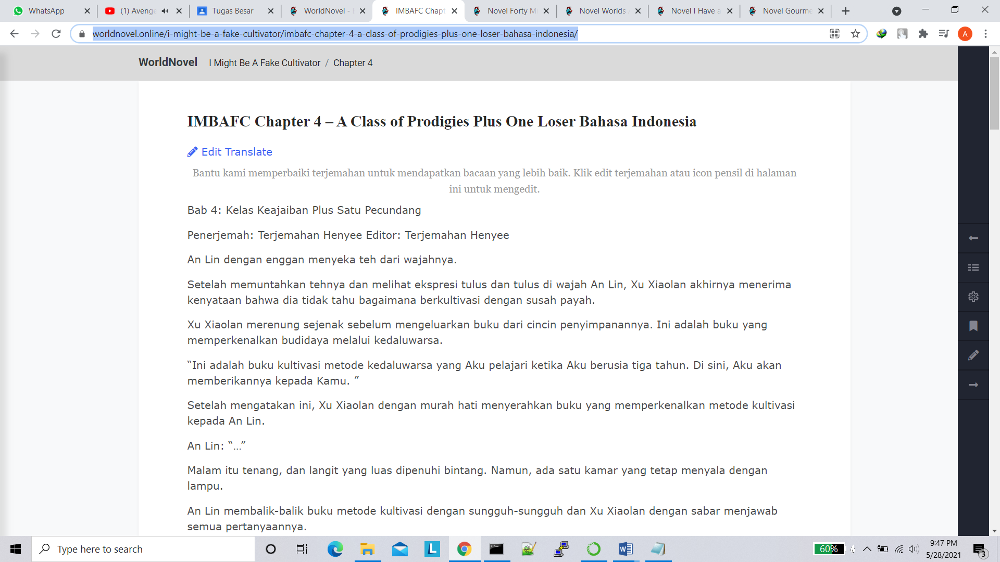 WhatsApp
(1) Avenge
Tugas Besar
WorldNovel -
IMBAFC Chapt
Novel Forty Mi
Novel Worlds
Novel I Have a
Novel Gourme
worldnovel.online/i-might-be-a-fake-cultivator/imbafc-chapter-4-a-class-of-prodigies-plus-one-loser-bahasa-indonesia/
A
WorldNovel I Might Be A Fake Cultivator / Chapter 4
IMBAFC Chapter 4 – A Class of Prodigies Plus One Loser Bahasa Indonesia
Edit Translate
Bantu kami memperbaiki terjemahan untuk mendapatkan bacaan yang lebih baik. Klik edit terjemahan atau icon pensil di halaman
ini untuk mengedit.
Bab 4: Kelas Keajaiban Plus Satu Pecundang
Penerjemah: Terjemahan Henyee Editor: Terjemahan Henyee
An Lin dengan enggan menyeka teh dari wajahnya.
Setelah memuntahkan tehnya dan melihat ekspresi tulus dan tulus di wajah An Lin, Xu Xiaolan akhirnya menerima
kenyataan bahwa dia tidak tahu bagaimana berkultivasi dengan susah payah.
Xu Xiaolan merenung sejenak sebelum mengeluarkan buku dari cincin penyimpanannya. Ini adalah buku yang
memperkenalkan budidaya melalui kedaluwarsa.
“Ini adalah buku kultivasi metode kedaluwarsa yang Aku pelajari ketika Aku berusia tiga tahun. Di sini, Aku akan
memberikannya kepada Kamu. ”
Setelah mengatakan ini, Xu Xiaolan dengan murah hati menyerahkan buku yang memperkenalkan metode kultivasi
kepada An Lin.
An Lin: “…”
Malam itu tenang, dan langit yang luas dipenuhi bintang. Namun, ada satu kamar yang tetap menyala dengan
lampu.
An Lin membalik-balik buku metode kultivasi dengan sungguh-sungguh dan Xu Xiaolan dengan sabar menjawab
semua pertanyaannya.
Type here to search
L
60%
9:47 PM
5/28/2021
3